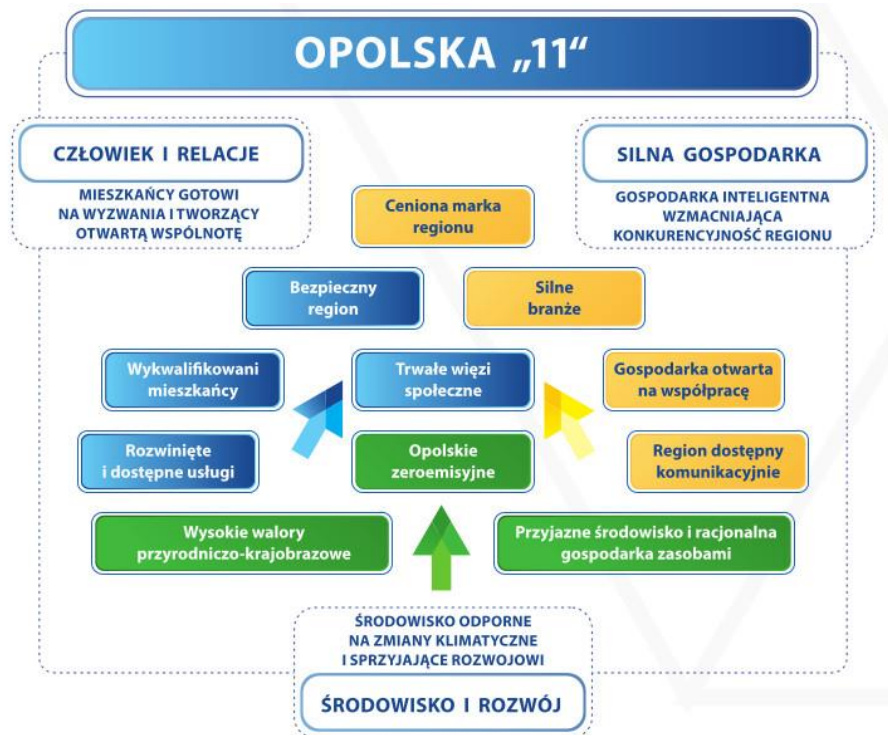 OPOLSKA „11“
CZŁOWIEK I RELACJE
MIESZKAŃCY GOTOWI
NA WYZWANIA I TWORZĄCY
OTWARTĄ WSPÓLNOTĘ
SILNA GOSPODARKA
GOSPODARKA INTELIGENTNA
WZMACNIAJĄCA
KONKURENCYJNOŚĆ REGIONU
Ceniona marka
regionu
Bezpieczny
region
Silne
branże
Wykwalifikowani
mieszkańcy
Trwałe więzi
społeczne
Gospodarka otwarta
na współpracę
Rozwinięte
i dostępne usługi
Opolskie
zeroemisyjne
Region dostępny
komunikacyjnie
Wysokie walory
przyrodniczo-krajobrazowe
Przyjazne środowisko i racjonalna
gospodarka zasobami
ŚRODOWISKO ODPORNE
NA ZMIANY KLIMATYCZNE
I SPRZYJAJĄCE ROZWOJOWI
ŚRODOWISKO I ROZWÓJ